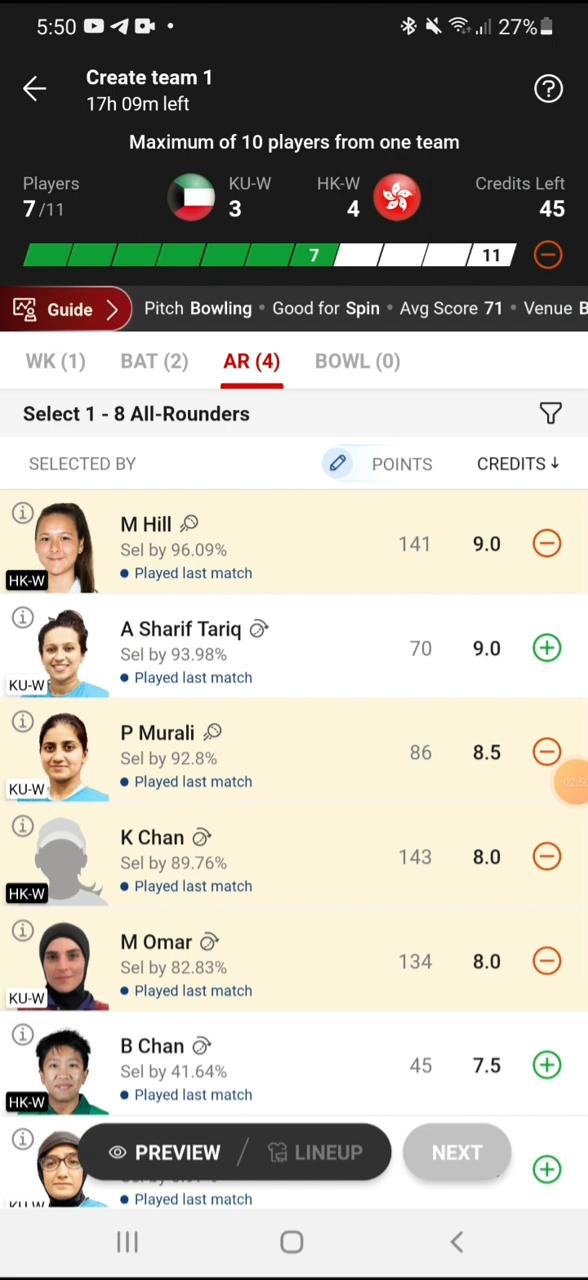 5:50 27%
Create team 1
17h 09m left
Maximum of 10 players from one team
Players KU-W HK-W Credits Left
7/11 3 4 45
7 11
Guide Pitch Bowling • Good for Spin • Avg Score 71 • Venue B
WK (1) BAT (2) AR (4) BOWL (0)
Select 1 - 8 All-Rounders
SELECTED BY POINTS CREDITS↓
M Hill
Sel by 96.09% 141 9.0
HK-W • Played last match
A Sharif Tariq
Sel by 93.98% 70 9.0
KU-W • Played last match
P Murali
Sel by 92.8% 86 8.5
KU-W • Played last match
02:50
K Chan
Sel by 89.76% 143 8.0
HK-W • Played last match
M Omar
Sel by 82.83% 134 8.0
KU-W • Played last match
B Chan
Sel by 41.64% 45 7.5
HK-W • Played last match
PREVIEW / LINEUP NEXT
KU-W • Played last match